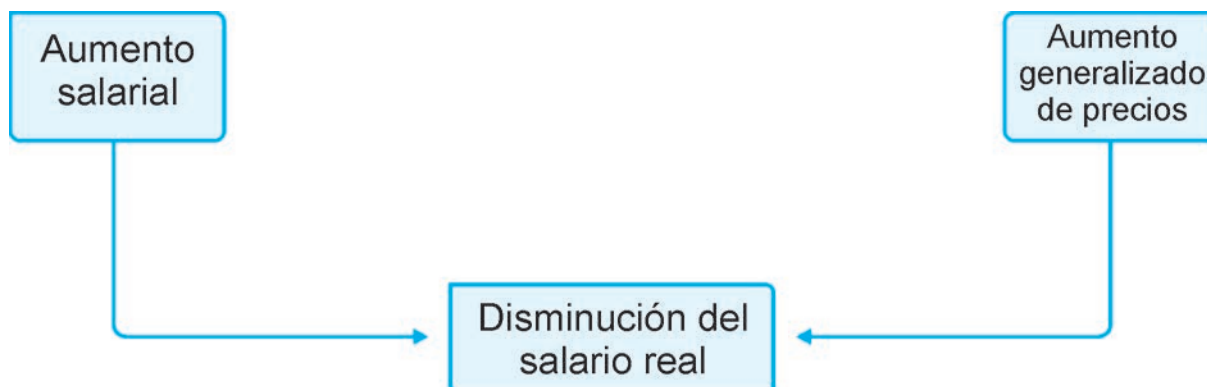 Aumento
salarial
Aumento
generalizado
de precios
Disminución del
salario real